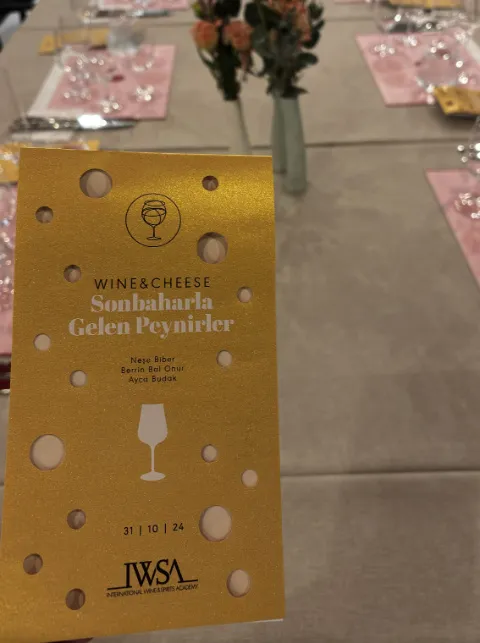 WINE&CHEESE
Sonbaharla
Gelen Peynirler
Neşe Biber
Berrin Bal Onur
Ayça Budak
31 | 10 | 24
IWSA
INTERNATIONAL WINE & SPIRITS ACADEMY